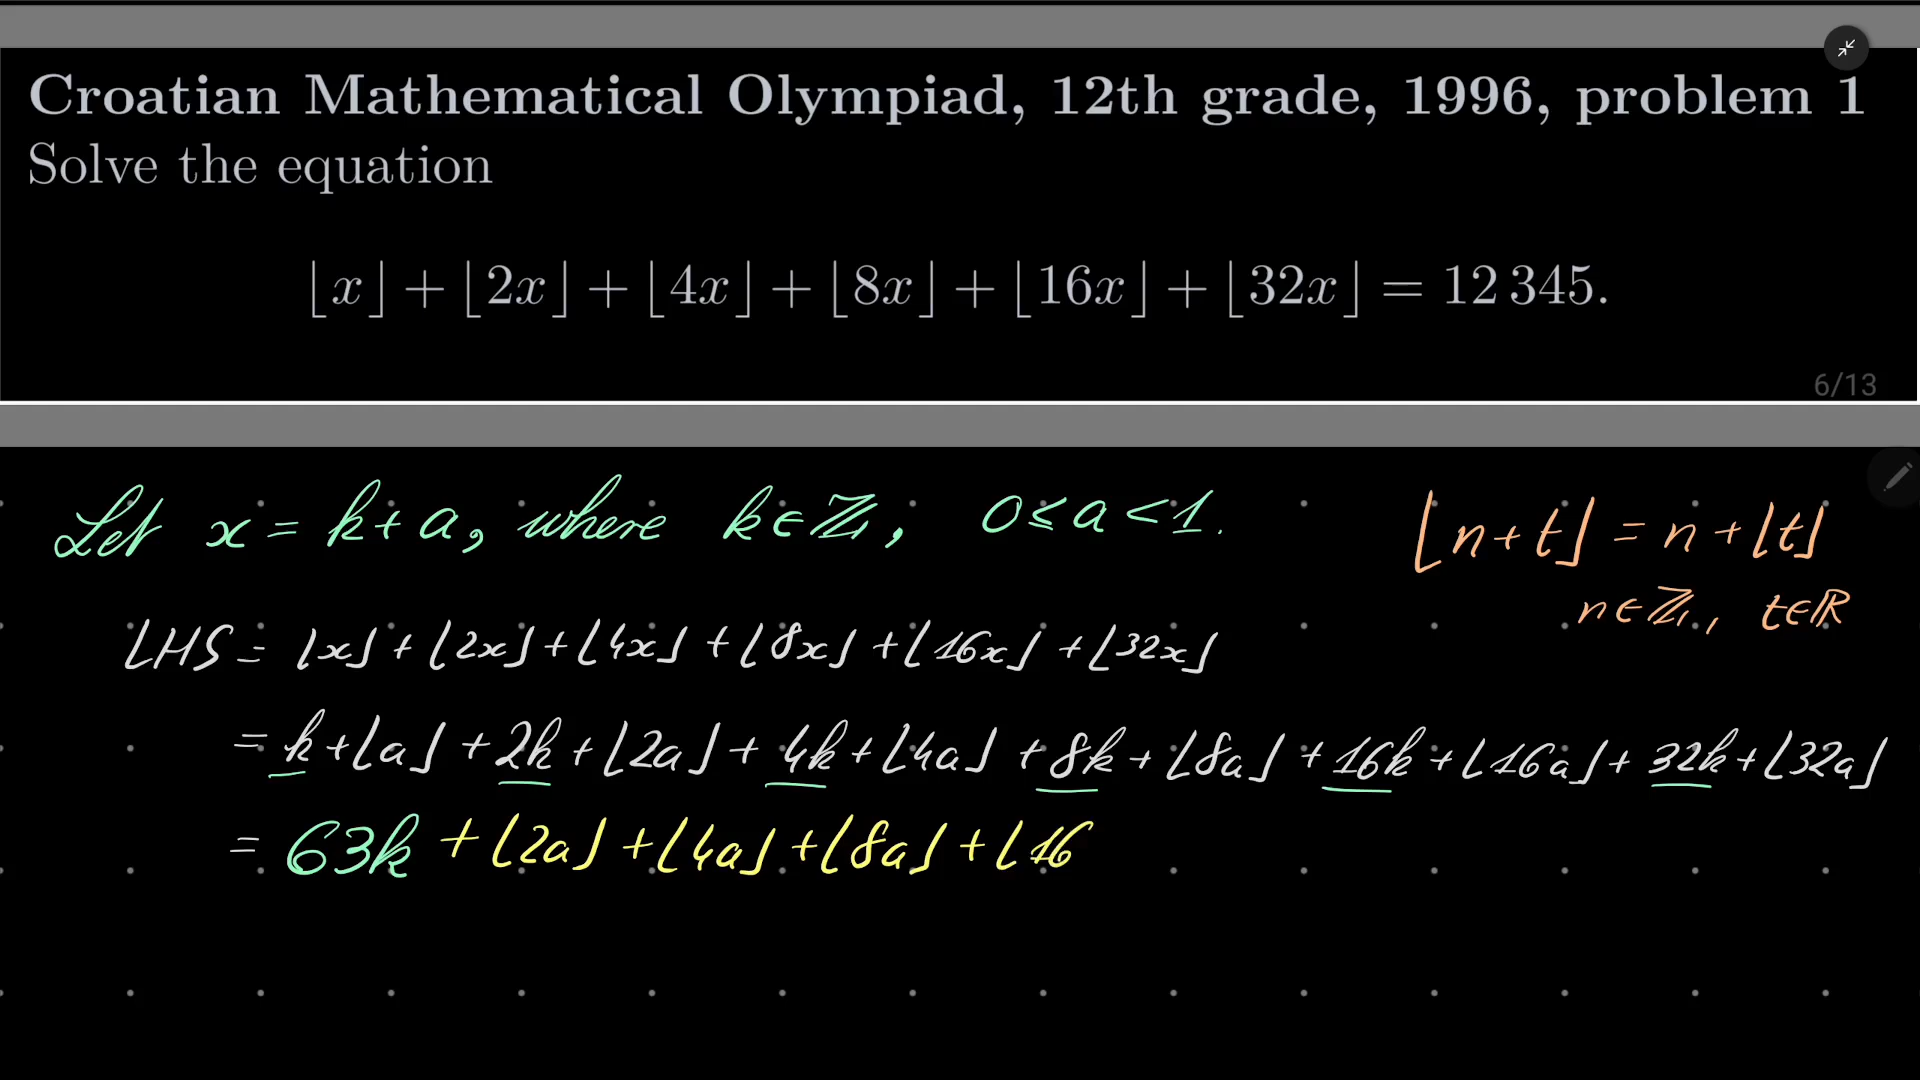 Croatian Mathematical Olympiad, 12th grade, 1996, problem 1
Solve the equation
⌊x⌋ + ⌊2x⌋ + ⌊4x⌋ + ⌊8x⌋ + ⌊16x⌋ + ⌊32x⌋ = 12 345.
6/13
Let x = k + a, where k ∈ ℤ, 0 ≤ a < 1.
⌊n + t⌋ = n + ⌊t⌋
n ∈ ℤ, t ∈ ℝ
LHS = ⌊x⌋ + ⌊2x⌋ + ⌊4x⌋ + ⌊8x⌋ + ⌊16x⌋ + ⌊32x⌋
= k + ⌊a⌋ + 2k + ⌊2a⌋ + 4k + ⌊4a⌋ + 8k + ⌊8a⌋ + 16k + ⌊16a⌋ + 32k + ⌊32a⌋
= 63k + ⌊2a⌋ + ⌊4a⌋ + ⌊8a⌋ + ⌊16